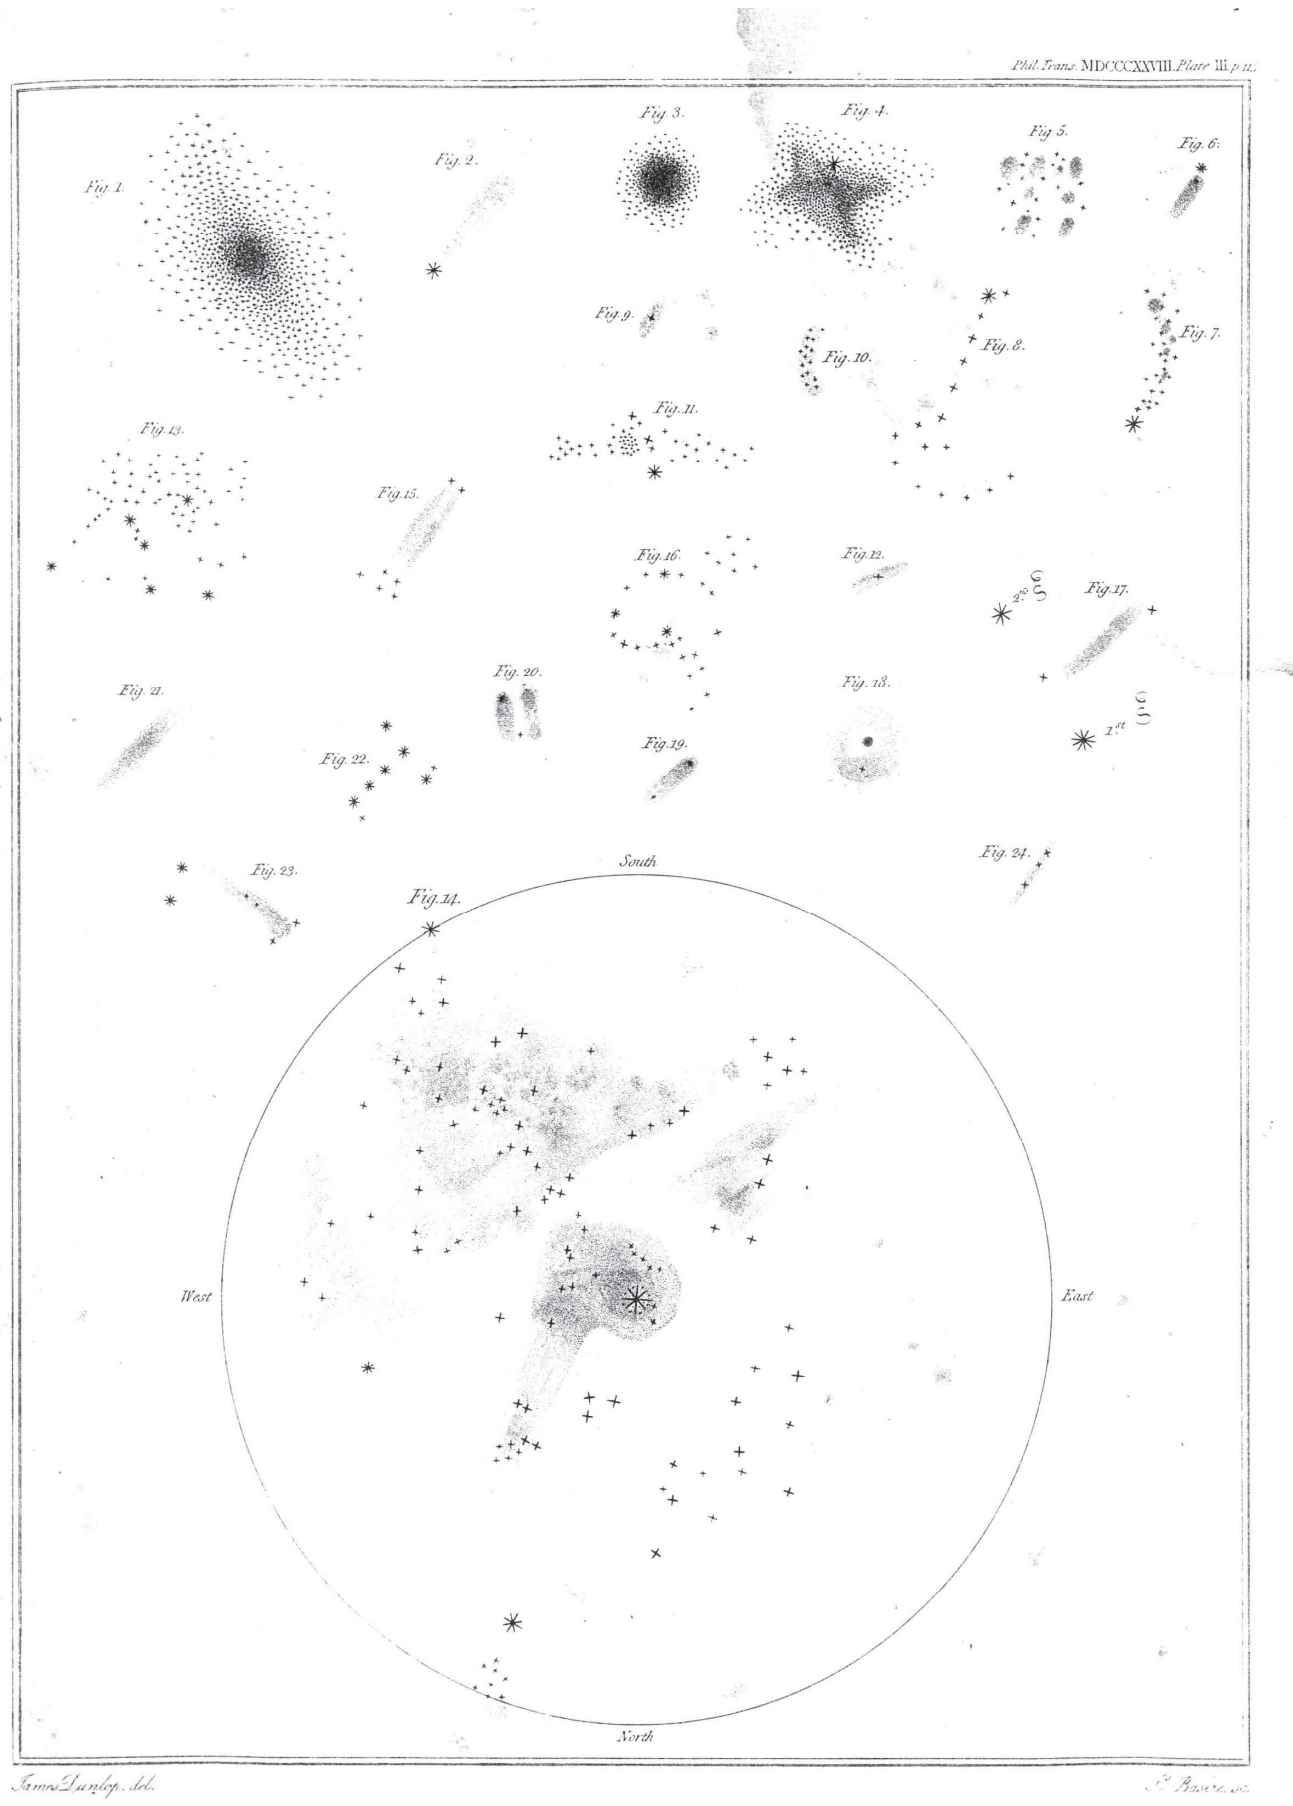 Phil. Trans. MDCCCXXVIII. Plate III. p.
Fig. 1.
Fig. 2.
Fig. 3.
Fig. 4.
Fig 5.
Fig. 6.
Fig. 9.
Fig. 10.
Fig. 8.
Fig. 7.
Fig. 11.
Fig. 13.
Fig. 15.
Fig. 16.
Fig. 12.
2.
Fig. 17.
Fig. 21.
Fig. 20.
Fig. 18.
1.st
Fig. 22.
Fig. 19.
Fig. 23.
South
Fig. 24.
Fig. 14.
West
East
North
James Dunlop. del.
Basire. sc.